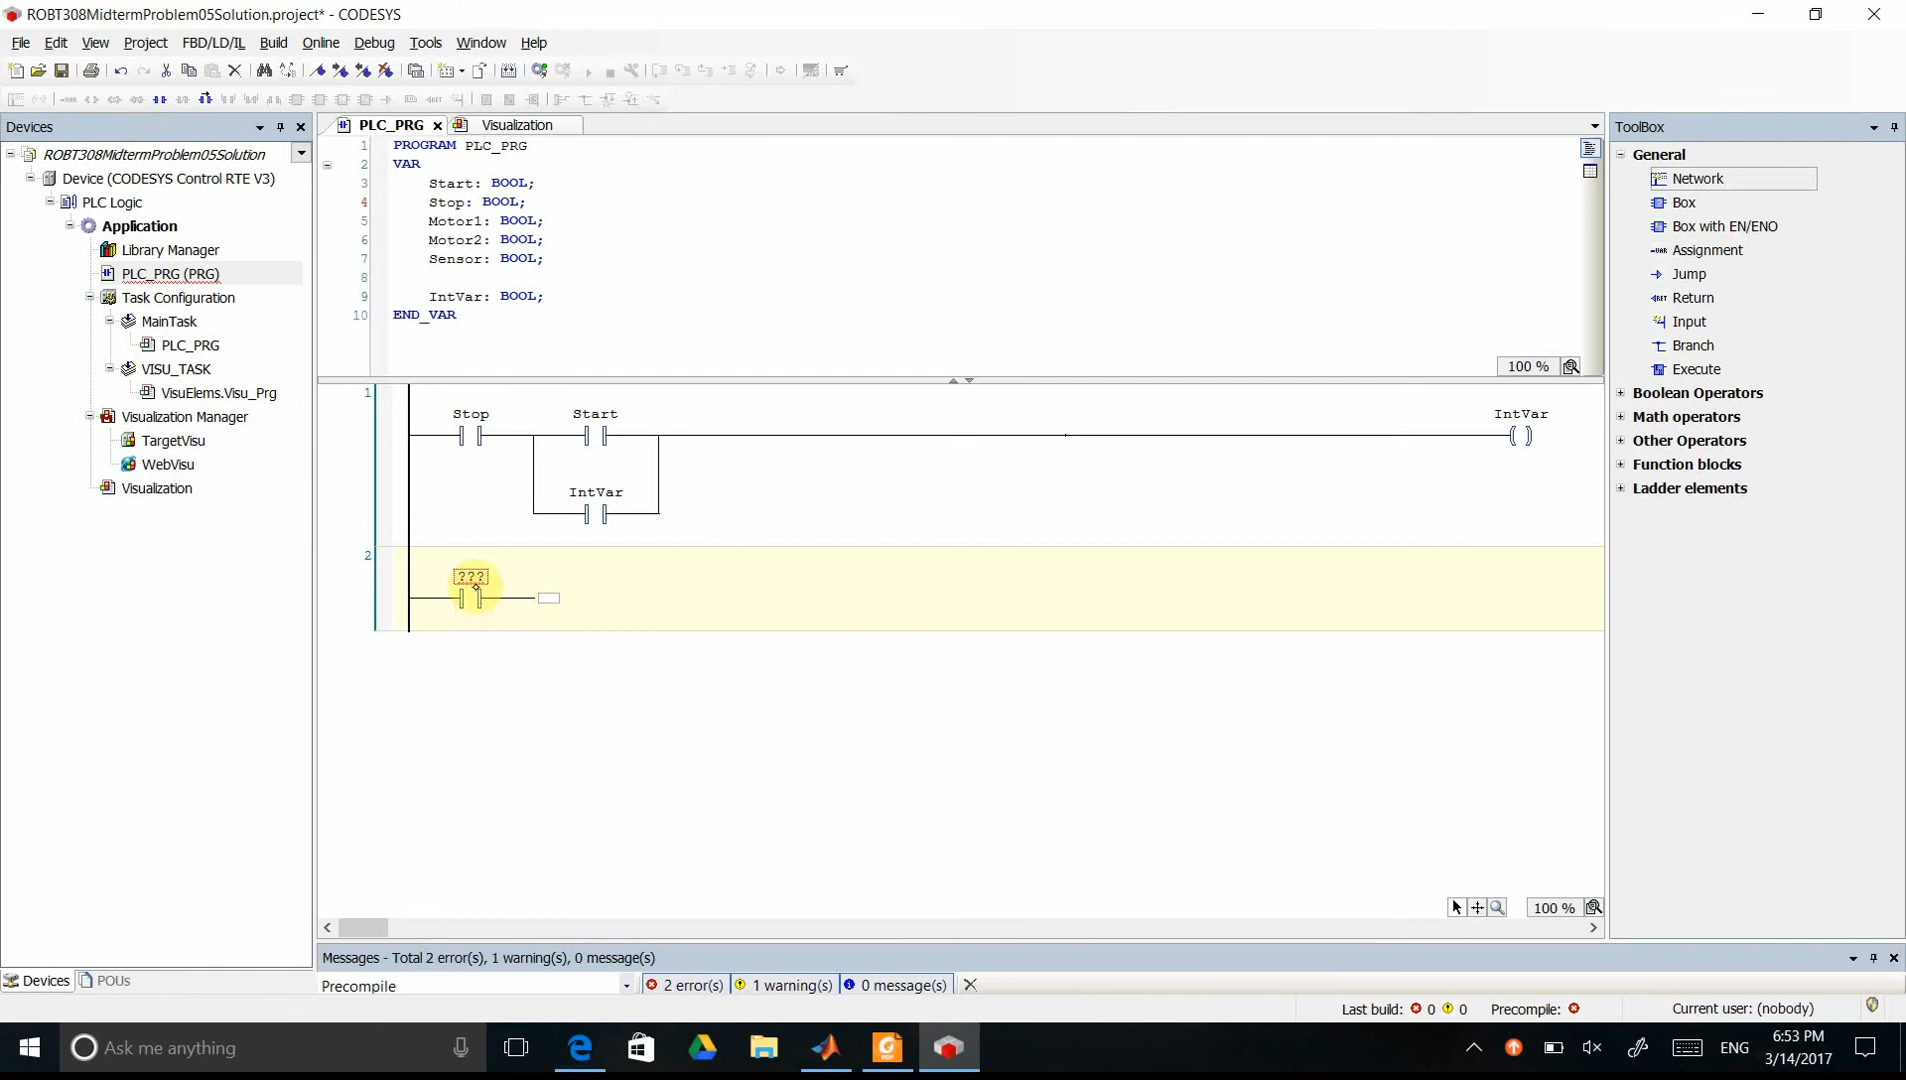 ROBT308MidtermProblem05Solution.project* - CODESYS
File Edit View Project FBD/LD/IL Build Online Debug Tools Window Help
Devices
ROBT308MidtermProblem05Solution
Device (CODESYS Control RTE V3)
PLC Logic
Application
Library Manager
PLC_PRG (PRG)
Task Configuration
MainTask
PLC_PRG
VISU_TASK
VisuElems.Visu_Prg
Visualization Manager
TargetVisu
WebVisu
Visualization
Devices POUs
PLC_PRG Visualization
1 PROGRAM PLC_PRG
2 VAR
3 Start: BOOL;
4 Stop: BOOL;
5 Motor1: BOOL;
6 Motor2: BOOL;
7 Sensor: BOOL;
8
9 IntVar: BOOL;
10 END_VAR
100 %
1
Stop Start IntVar
IntVar
2
???
100 %
ToolBox
General
Network
Box
Box with EN/ENO
Assignment
Jump
Return
Input
Branch
Execute
Boolean Operators
Math operators
Other Operators
Function blocks
Ladder elements
Messages - Total 2 error(s), 1 warning(s), 0 message(s)
Precompile 2 error(s) 1 warning(s) 0 message(s)
Last build: 0 0 Precompile: Current user: (nobody)
Ask me anything
ENG
6:53 PM
3/14/2017